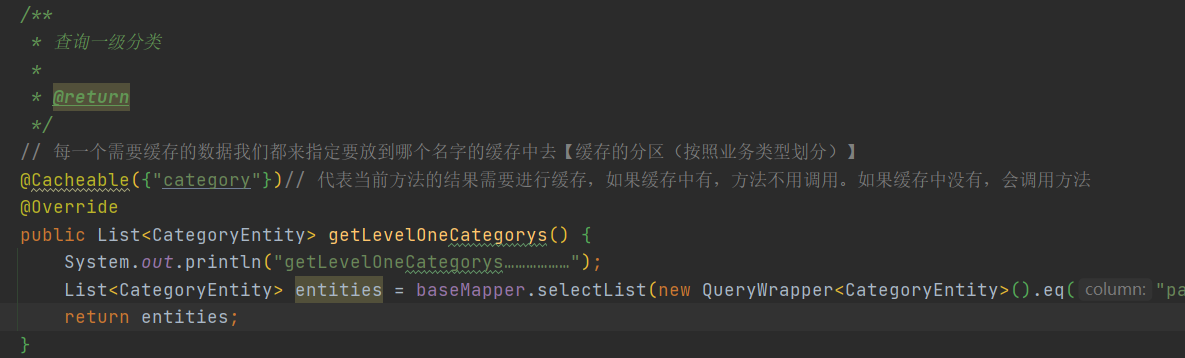 /**
* 查询一级分类
*
* @return
*/
// 每一个需要缓存的数据我们都来指定要放到哪个名字的缓存中去【缓存的分区（按照业务类型划分）】
@Cacheable({"category"})// 代表当前方法的结果需要进行缓存，如果缓存中有，方法不用调用。如果缓存中没有，会调用方法
@Override
public List<CategoryEntity> getLevelOneCategorys() {
System.out.println("getLevelOneCategorys………………");
List<CategoryEntity> entities = baseMapper.selectList(new QueryWrapper<CategoryEntity>().eq( column: "pa
return entities;
}